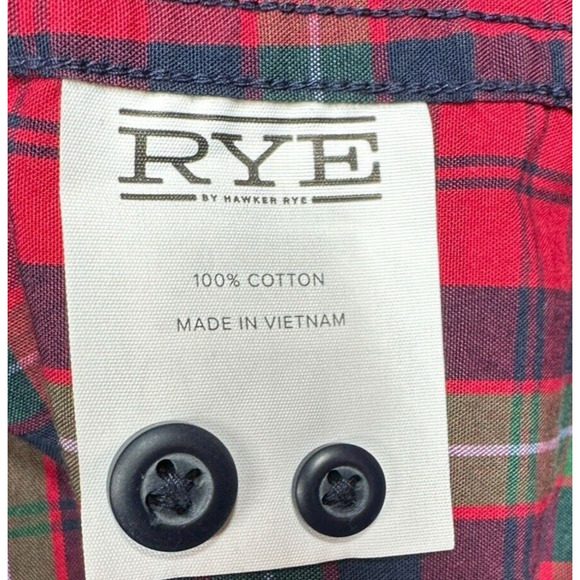 RYE
BY HAWKER RYE
100% COTTON
MADE IN VIETNAM